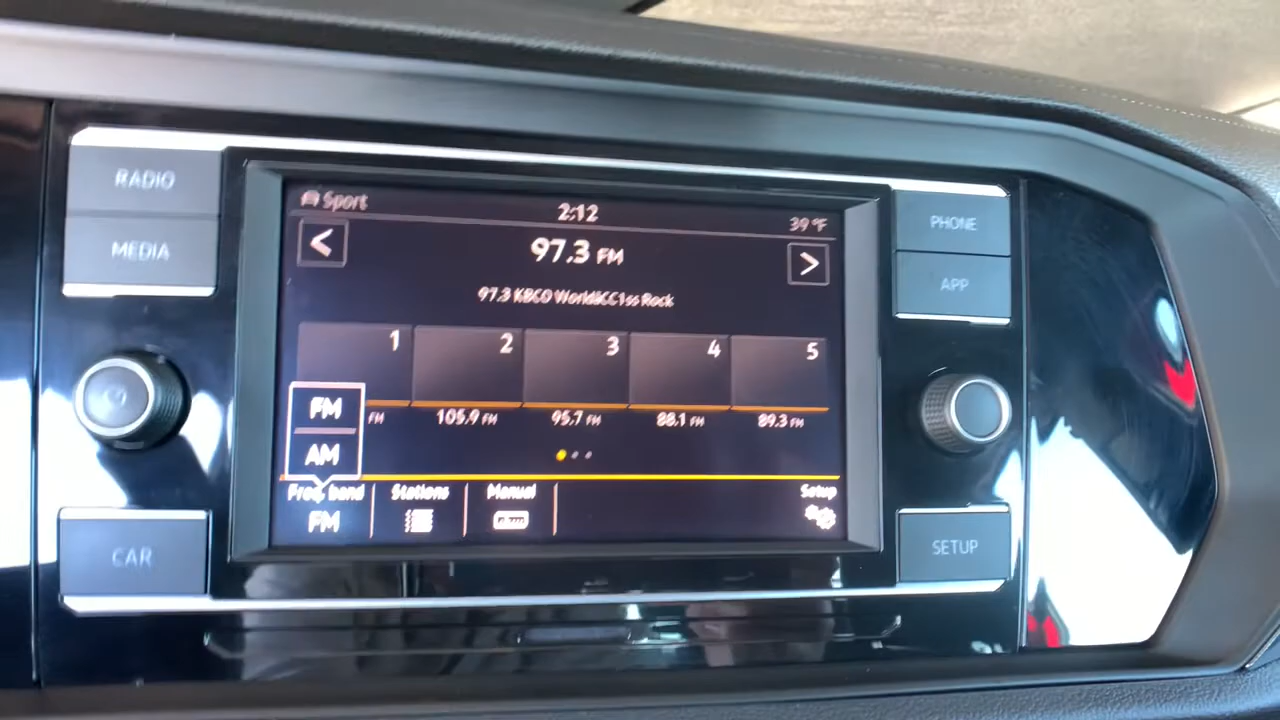 RADIO
MEDIA
CAR
Sport
2:12
39 °F
<
97.3 FM
>
97.3 KBCO Rock
1 2 3 4 5
FM 105.9 FM 95.7 FM 88.1 FM 89.3 FM
FM
AM
Freq. band Stations Manual Setup
FM
PHONE
APP
SETUP